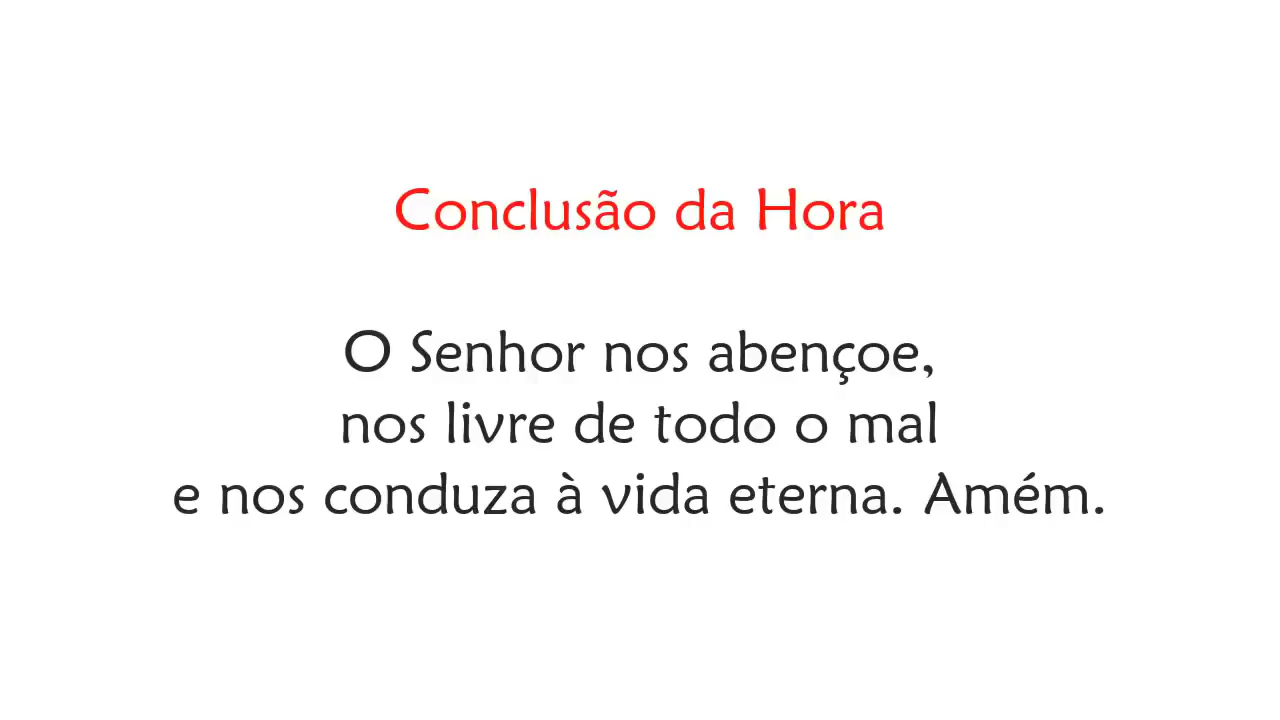 Conclusão da Hora
O Senhor nos abençoe,
nos livre de todo o mal
e nos conduza à vida eterna. Amém.